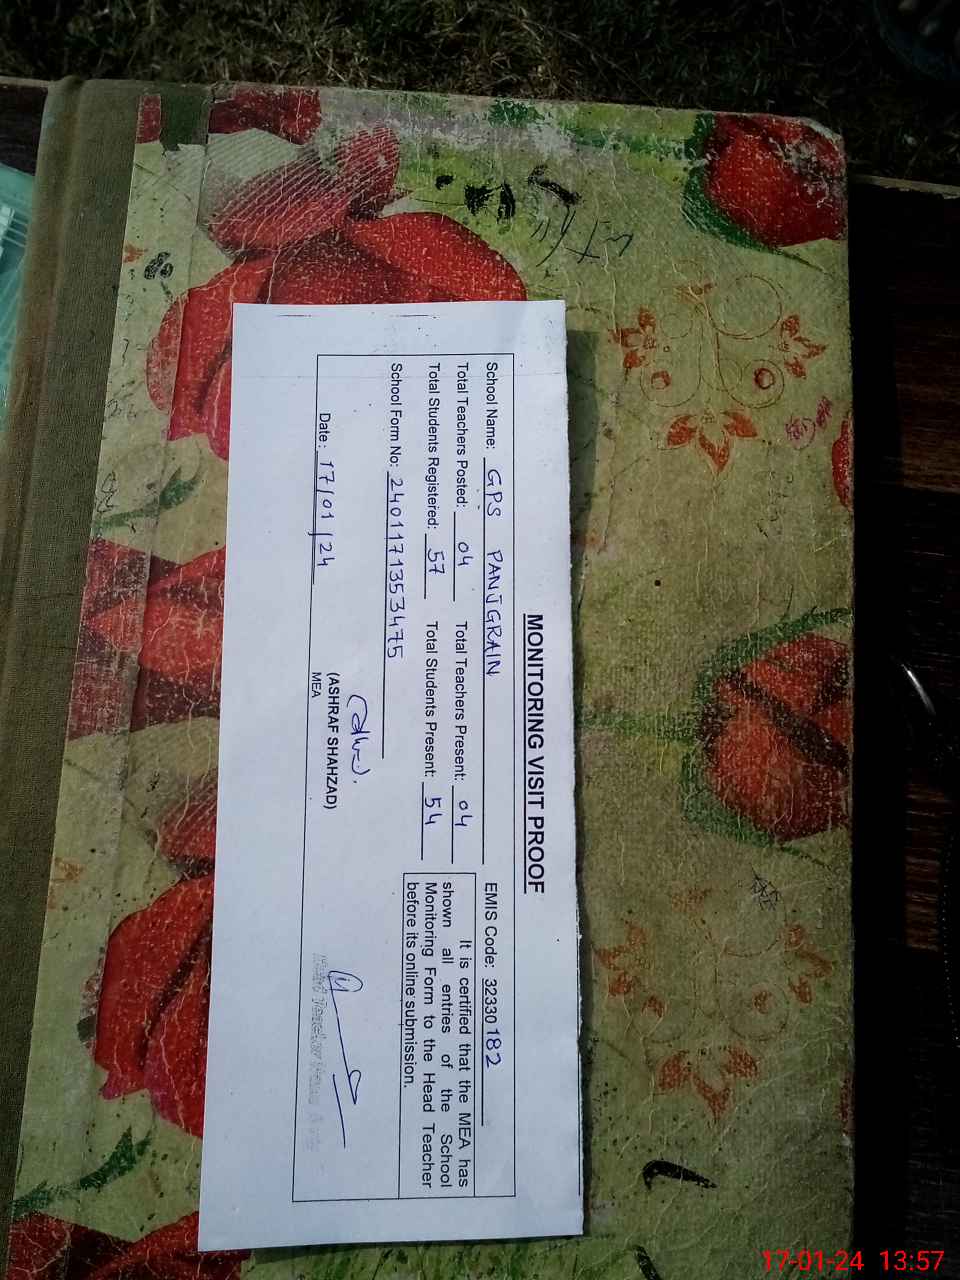 MONITORING VISIT PROOF
School Name: GPS PANJGRAIN EMIS Code: 32330182
Total Teachers Posted: 04 Total Teachers Present: 04
Total Students Registered: 57 Total Students Present: 54
It is certified that the MEA has
shown all entries of the School
Monitoring Form to the Head Teacher
before its online submission.
School Form No: 2401171353475
Date: 17/01/24
(ASHRAF SHAHZAD)
MEA
Head Teacher
17-01-24 13:57